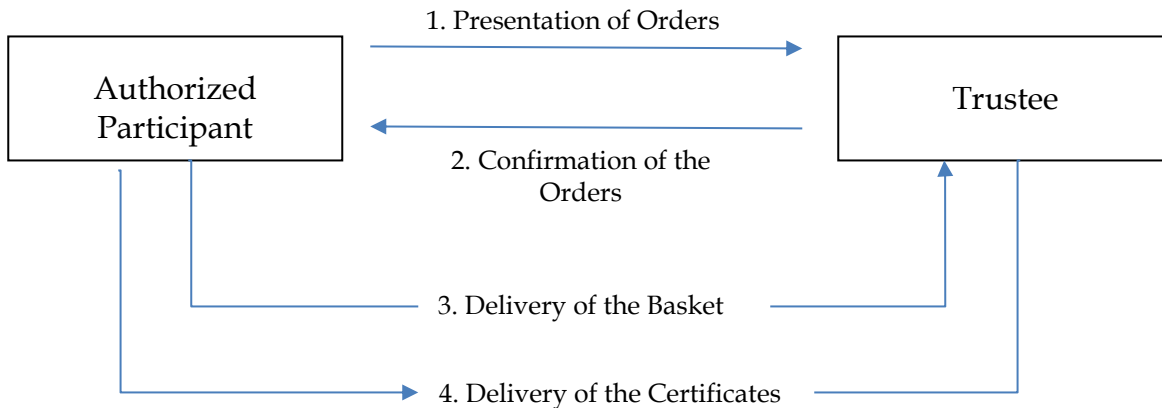 1. Presentation of Orders
Authorized
Participant
Trustee
2. Confirmation of the
Orders
3. Delivery of the Basket
4. Delivery of the Certificates